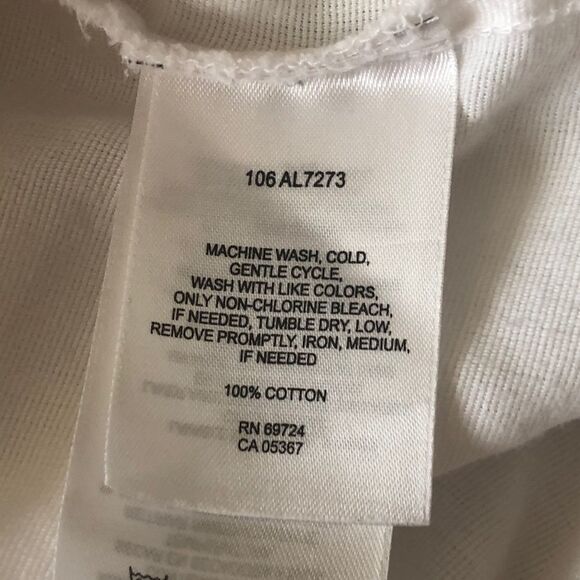 106 AL7273
MACHINE WASH, COLD,
GENTLE CYCLE,
WASH WITH LIKE COLORS,
ONLY NON-CHLORINE BLEACH,
IF NEEDED, TUMBLE DRY, LOW,
REMOVE PROMPTLY, IRON, MEDIUM,
IF NEEDED
100% COTTON
RN 69724
CA 05367